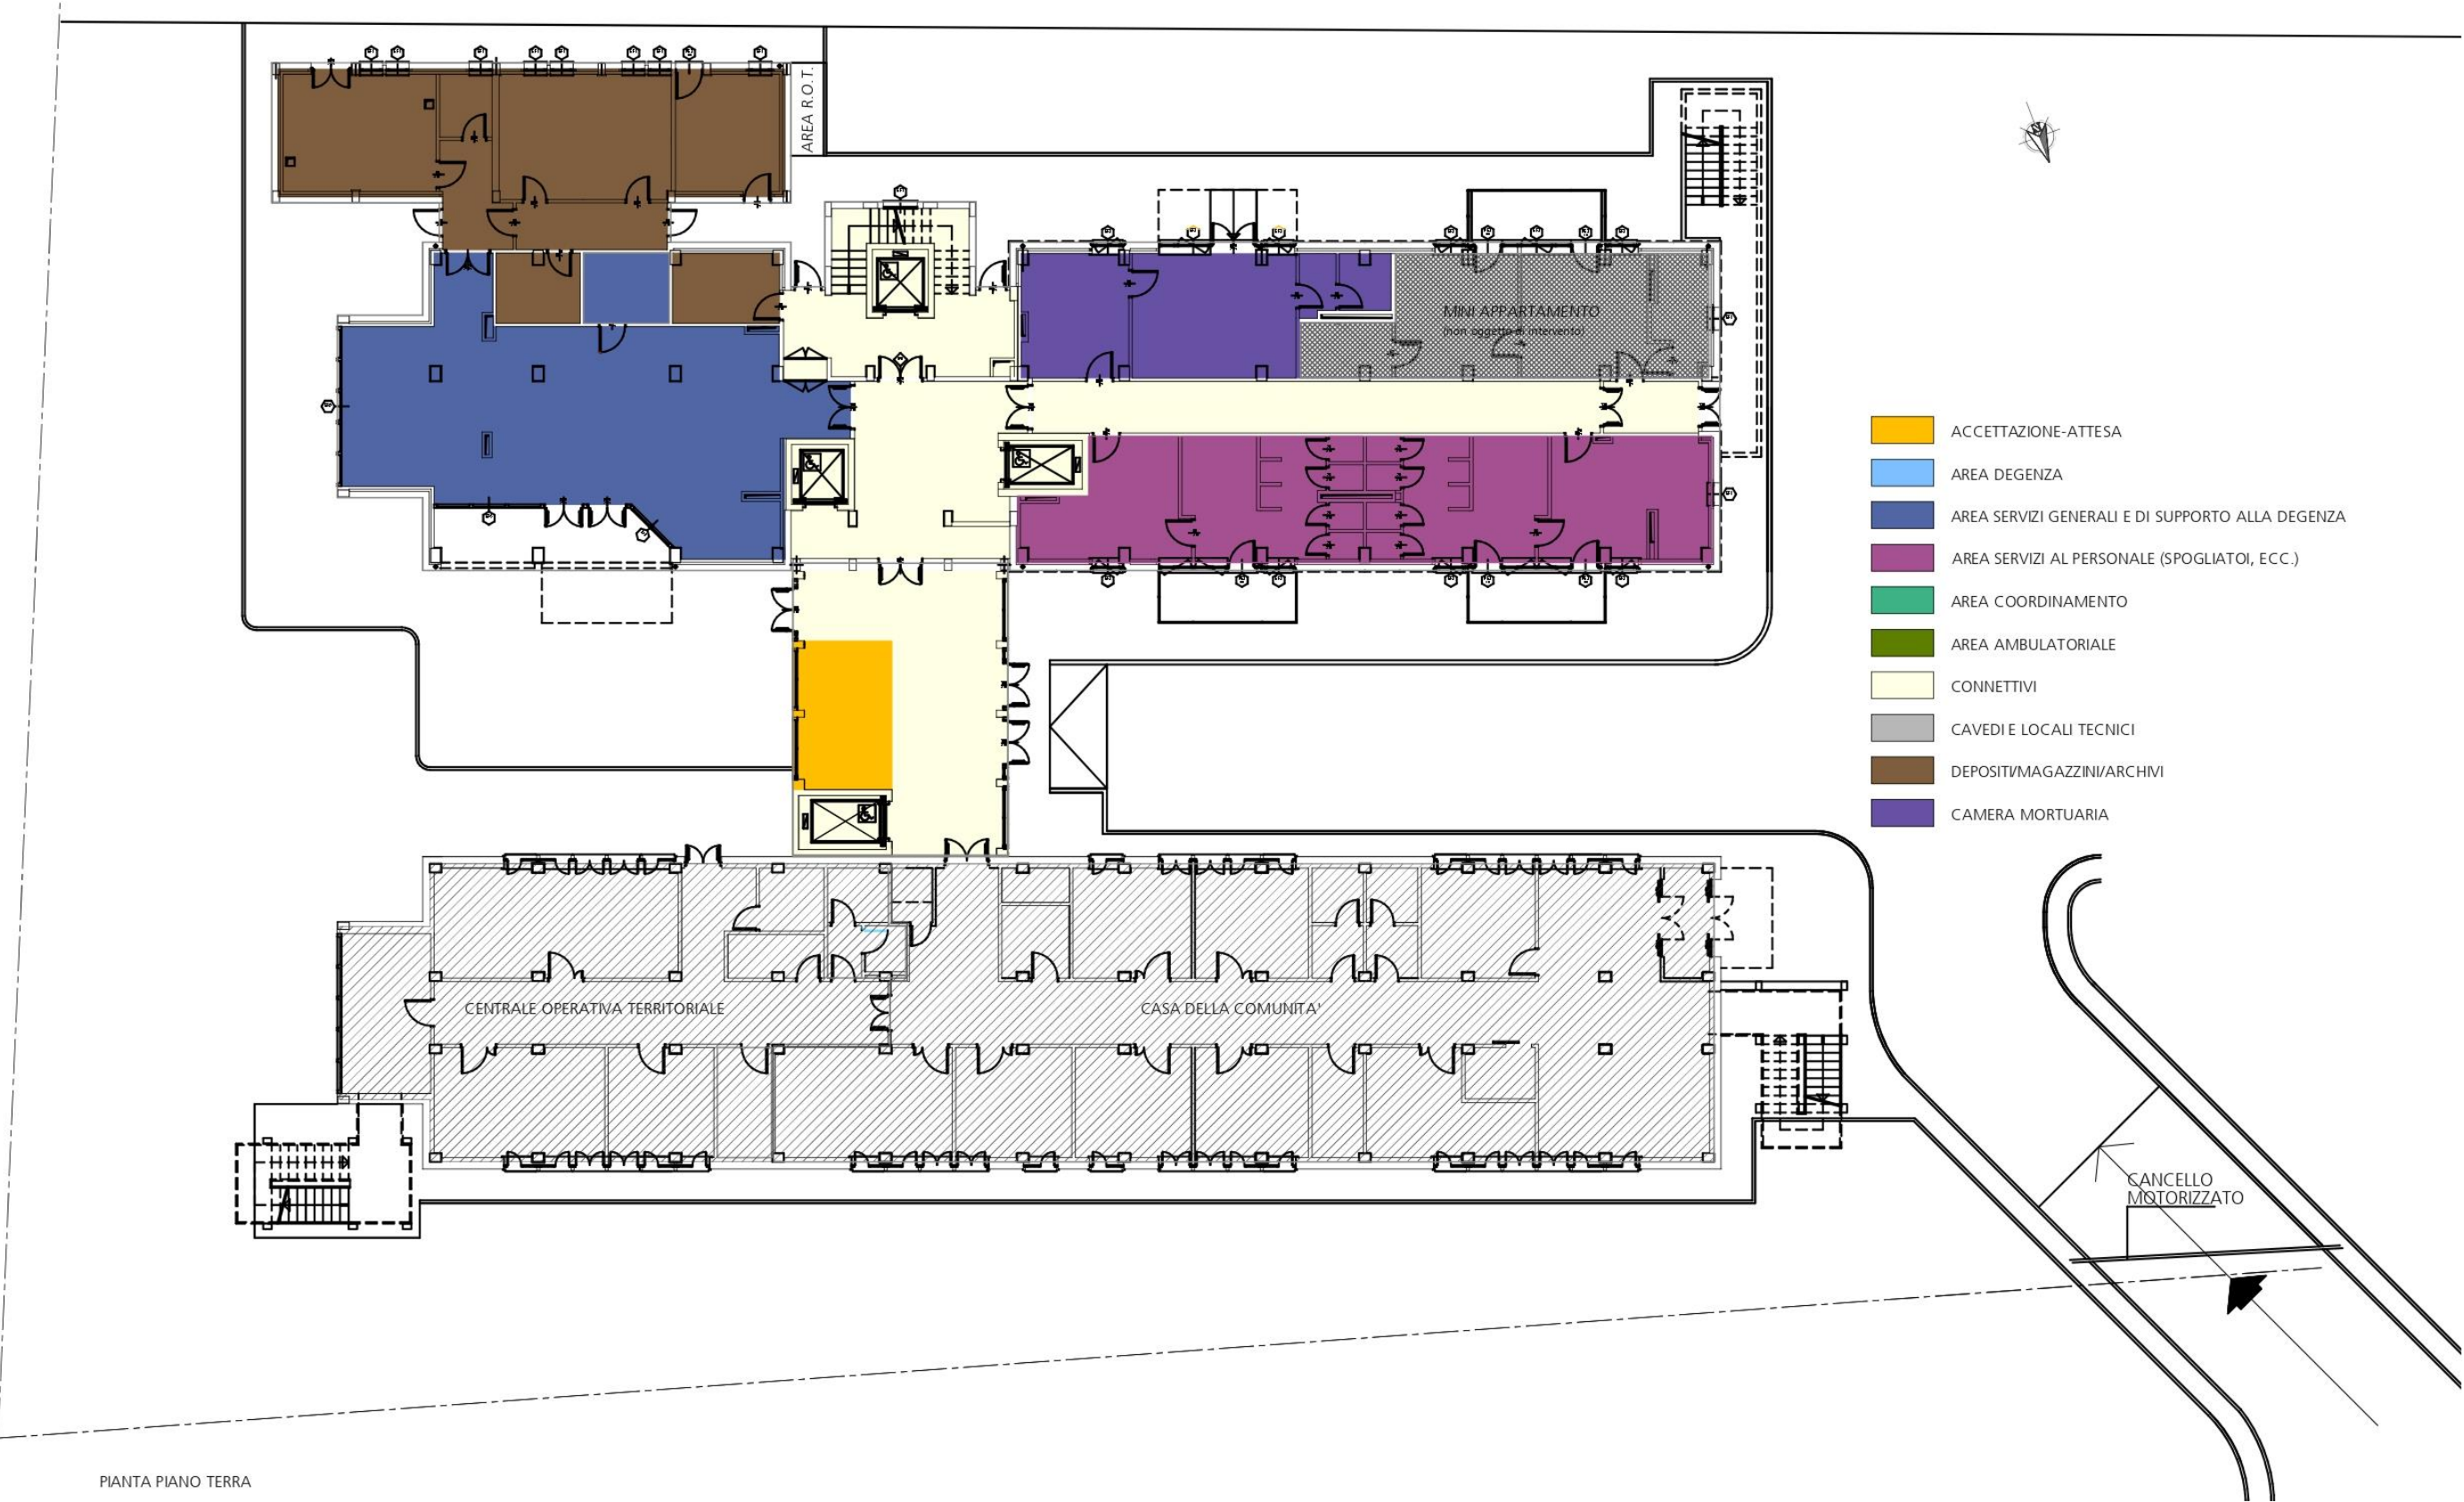 AREA R.O.T.
MINI APPARTAMENTO
(non oggetto di intervento)
ACCETTAZIONE-ATTESA
AREA DEGENZA
AREA SERVIZI GENERALI E DI SUPPORTO ALLA DEGENZA
AREA SERVIZI AL PERSONALE (SPOGLIATOI, ECC.)
AREA COORDINAMENTO
AREA AMBULATORIALE
CONNETTIVI
CAVEDI E LOCALI TECNICI
DEPOSITI/MAGAZZINI/ARCHIVI
CAMERA MORTUARIA
CENTRALE OPERATIVA TERRITORIALE
CASA DELLA COMUNITA'
CANCELLO
MOTORIZZATO
PIANTA PIANO TERRA